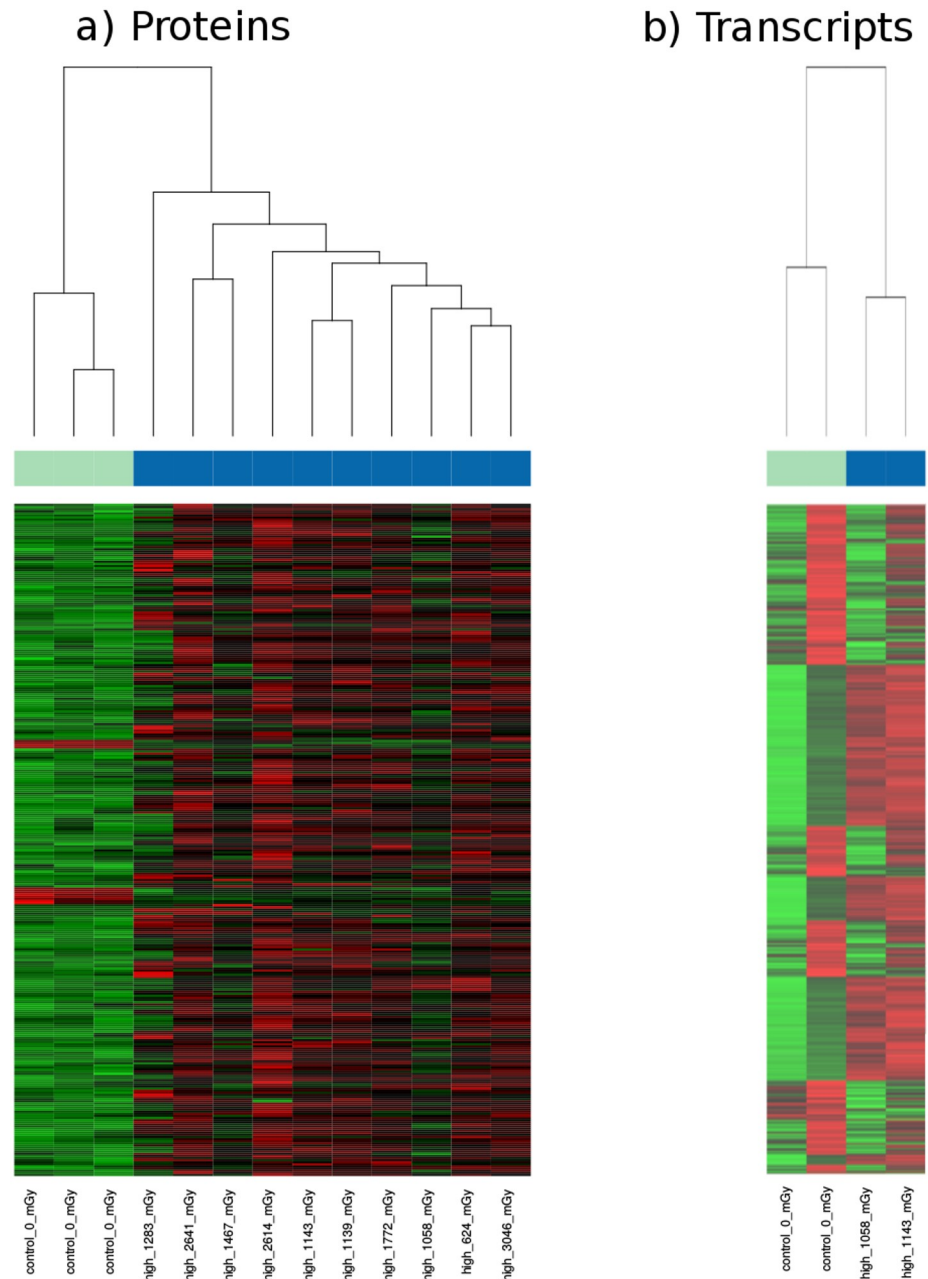 a) Proteins
b) Transcripts
control_0_mGy
control_0_mGy
control_0_mGy
high_1283_mGy
high_2641_mGy
high_1467_mGy
high_2614_mGy
high_1143_mGy
high_1139_mGy
high_1772_mGy
high_1058_mGy
high_624_mGy
high_3046_mGy
control_0_mGy
control_0_mGy
high_1058_mGy
high_1143_mGy